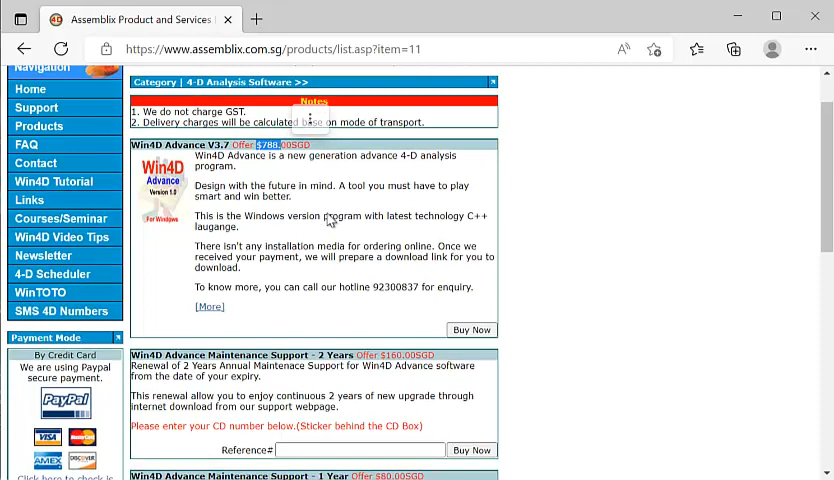 Assemblix Product and Services
https://www.assemblix.com.sg/products/list.asp?item=11
Navigation
Home
Support
Products
FAQ
Contact
Win4D Tutorial
Links
Courses/Seminar
Win4D Video Tips
Newsletter
4-D Scheduler
WinTOTO
SMS 4D Numbers
Payment Mode
By Credit Card
We are using Paypal
secure payment.
PayPal
VISA
MasterCard
AMEX
DISCOVER
Click here to check is
Category | 4-D Analysis Software >>
Notes
1. We do not charge GST.
2. Delivery charges will be calculated base on mode of transport.
Win4D Advance V3.7 Offer $788.00SGD
Win4D
Advance
Version 1.0
For Windows
Win4D Advance is a new generation advance 4-D analysis
program.
Design with the future in mind. A tool you must have to play
smart and win better.
This is the Windows version program with latest technology C++
laugange.
There isn't any installation media for ordering online. Once we
received your payment, we will prepare a download link for you to
download.
To know more, you can call our hotline 92300837 for enquiry.
[More]
Buy Now
Win4D Advance Maintenance Support - 2 Years Offer $160.00SGD
Renewal of 2 Years Annual Maintenace Support for Win4D Advance software
from the date of your expiry.
This renewal allow you to enjoy continuous 2 years of new upgrade through
internet download from our support webpage.
Please enter your CD number below.(Sticker behind the CD Box)
Reference#
Buy Now
Win4D Advance Maintenance Support - 1 Year Offer $80.00SGD